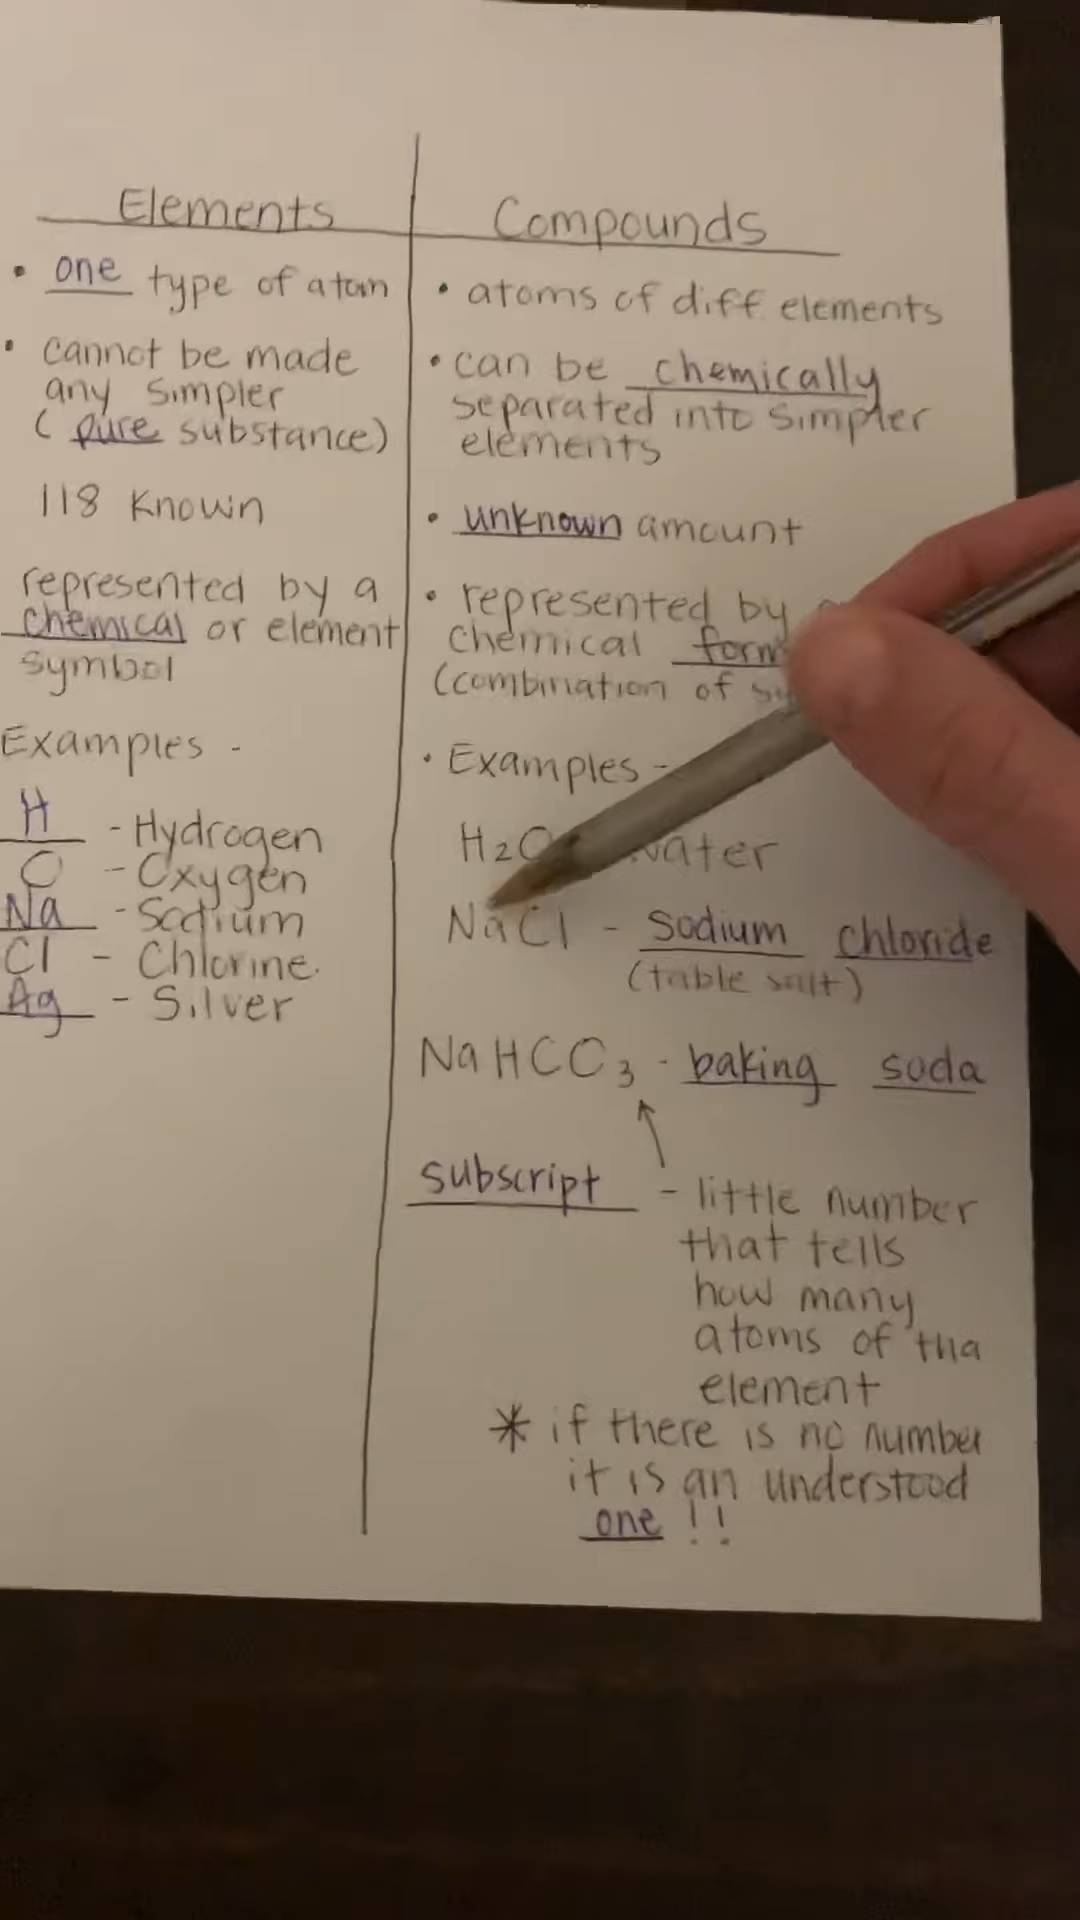 Elements
• one type of atom
• cannot be made
any simpler
(pure substance)
118 Known
represented by a
chemical or element
symbol
Examples -
H - Hydrogen
O - Oxygen
Na - Sodium
Cl - Chlorine
Ag - Silver
Compounds
• atoms of diff elements
• can be chemically
separated into simpler
elements
• unknown amount
• represented by
chemical
(combination of
• Examples -
H2O water
NaCl - sodium chloride
(table salt)
NaHCO3 - baking soda
subscript - little number
that tells
how many
atoms of tha
element
* if there is no number
it is an understood
one !!